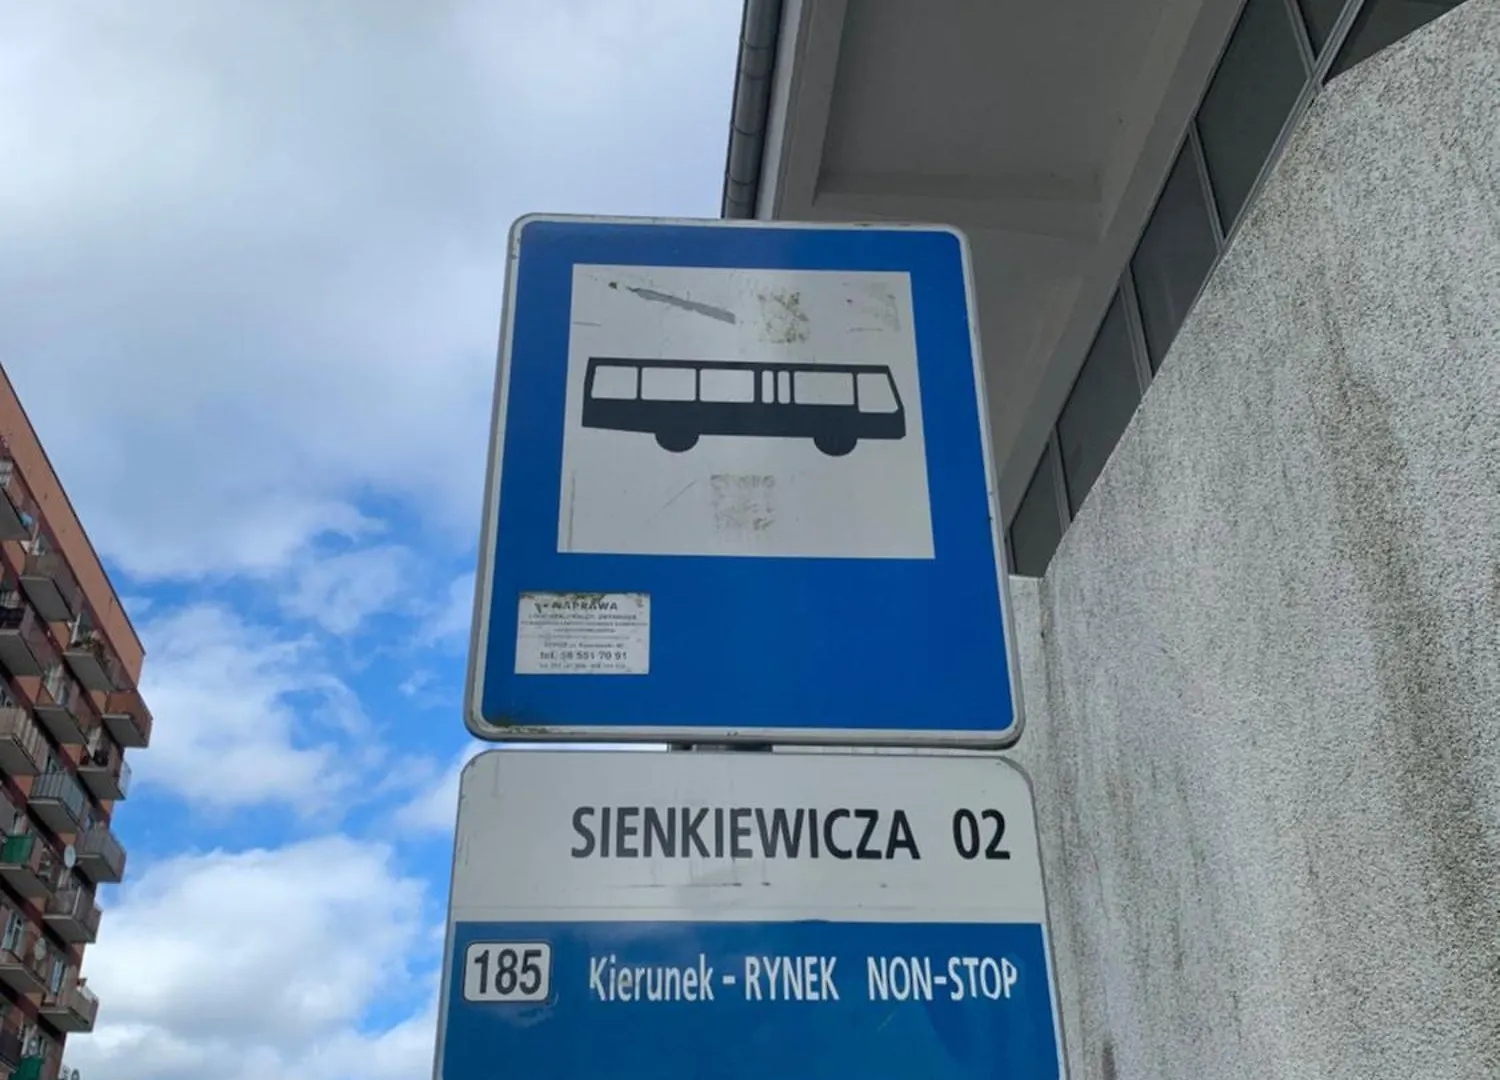 NAPRAWA
tel. 58 551 70 91
SIENKIEWICZA 02
185 Kierunek - RYNEK NON-STOP